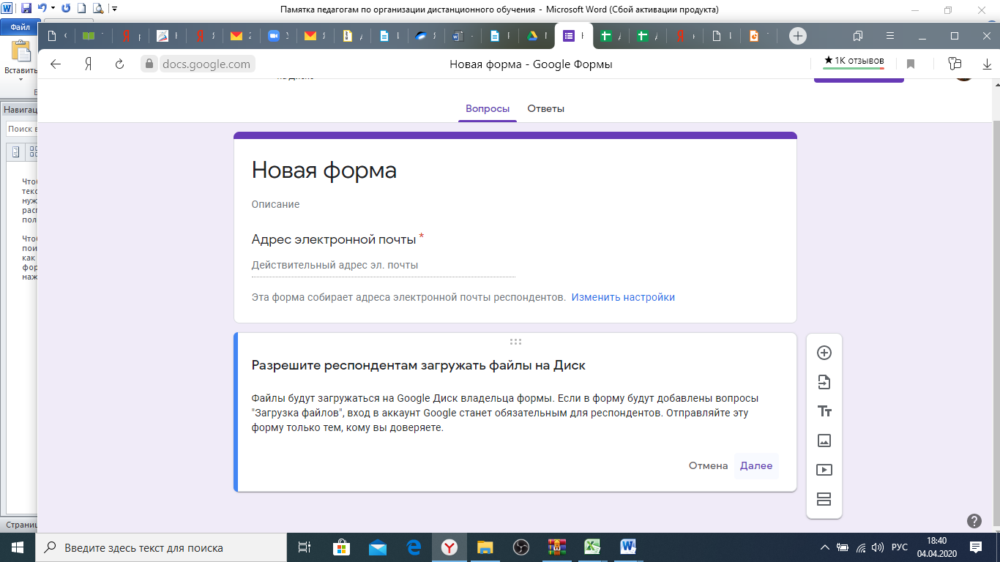 Памятка педагогам по организации дистанционного обучения - Microsoft Word (Сбой активации продукта)
Файл
Вставить
docs.google.com
Новая форма - Google Формы
★1К отзывов
Вопросы
Ответы
Навигац
Поиск в
Новая форма
Описание
Адрес электронной почты *
Действительный адрес эл. почты
Эта форма собирает адреса электронной почты респондентов. Изменить настройки
Разрешите респондентам загружать файлы на Диск
Файлы будут загружаться на Google Диск владельца формы. Если в форму будут добавлены вопросы
"Загрузка файлов", вход в аккаунт Google станет обязательным для респондентов. Отправляйте эту
форму только тем, кому вы доверяете.
Отмена
Далее
Страниц
Введите здесь текст для поиска
РУС
18:40
04.04.2020